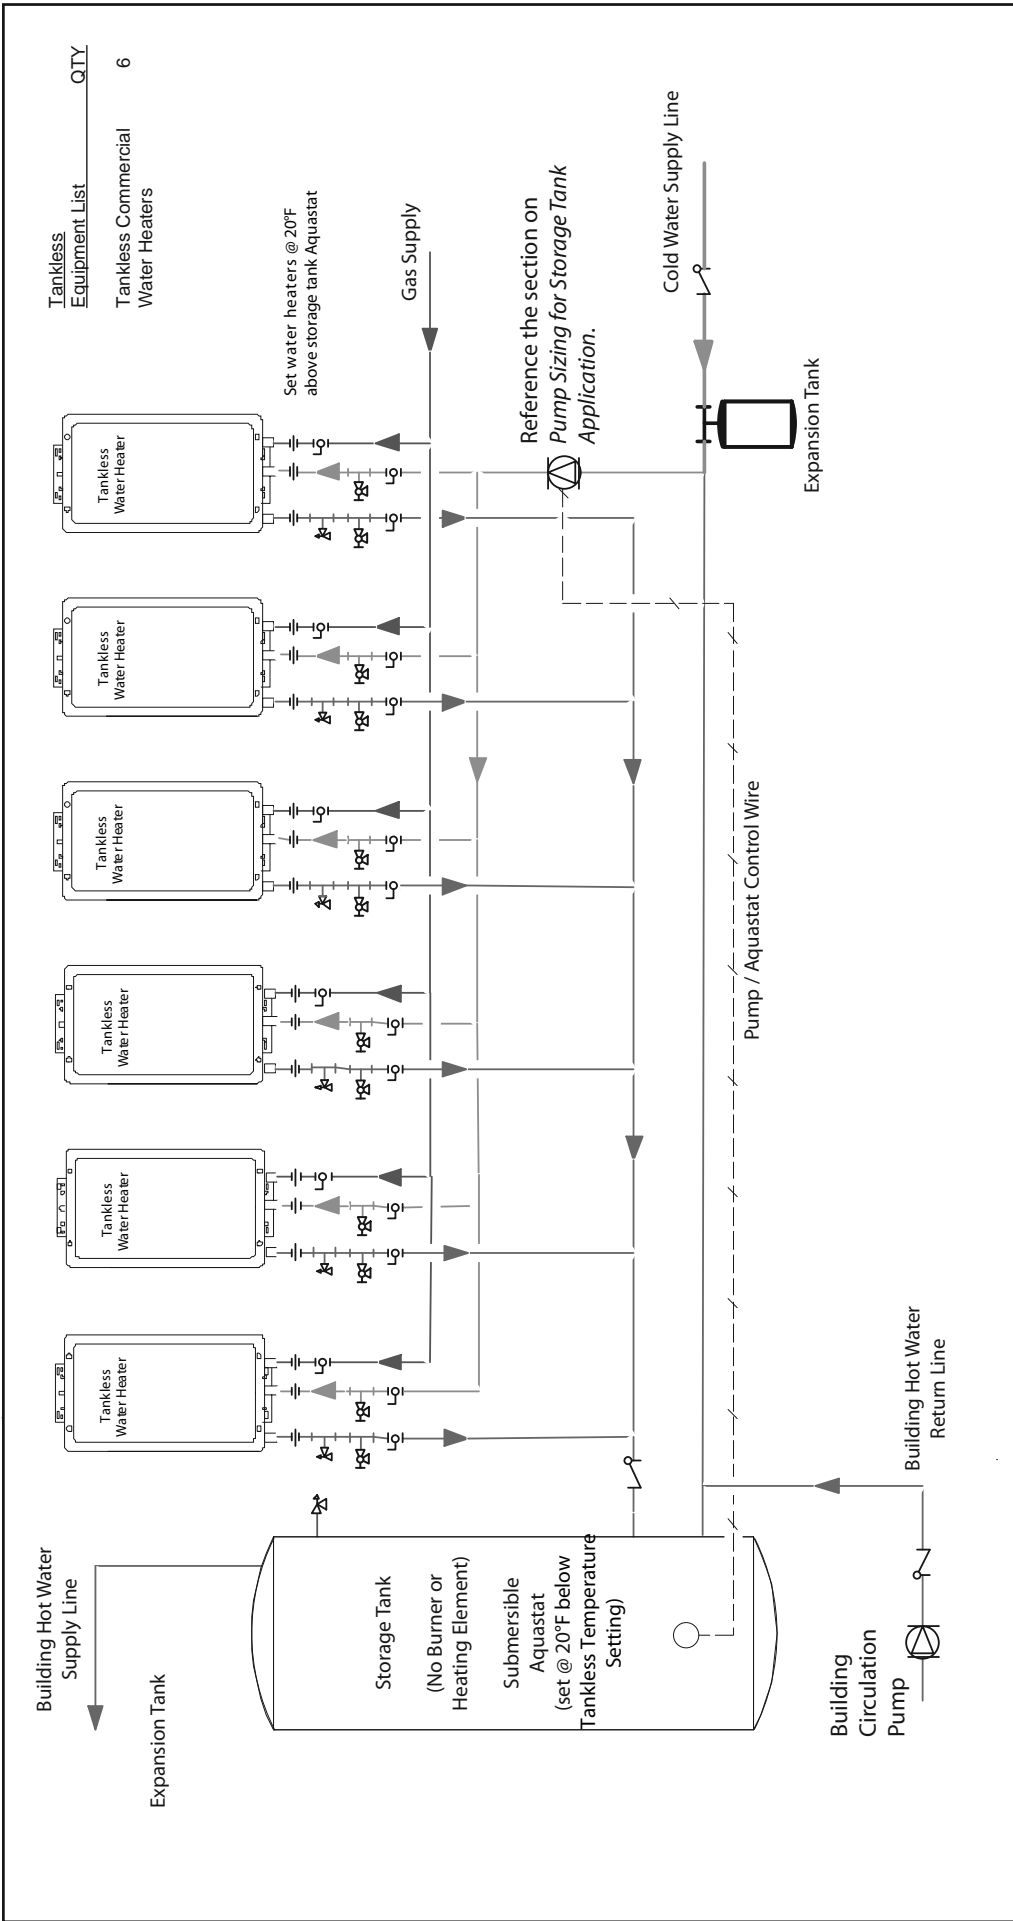 Tankless
Equipment List QTY
Tankless Commercial 6
Water Heaters
Set water heaters @ 20°F
above storage tank Aquastat
Gas Supply
Reference the section on
Pump Sizing for Storage Tank
Application.
Cold Water Supply Line
Expansion Tank
Tankless
Water Heater
Tankless
Water Heater
Tankless
Water Heater
Tankless
Water Heater
Tankless
Water Heater
Tankless
Water Heater
Pump / Aquastat Control Wire
Building Hot Water
Supply Line
Expansion Tank
Storage Tank
(No Burner or
Heating Element)
Submersible
Aquastat
(set @ 20°F below
Tankless Temperature
Setting)
Building Hot Water
Return Line
Building
Circulation
Pump